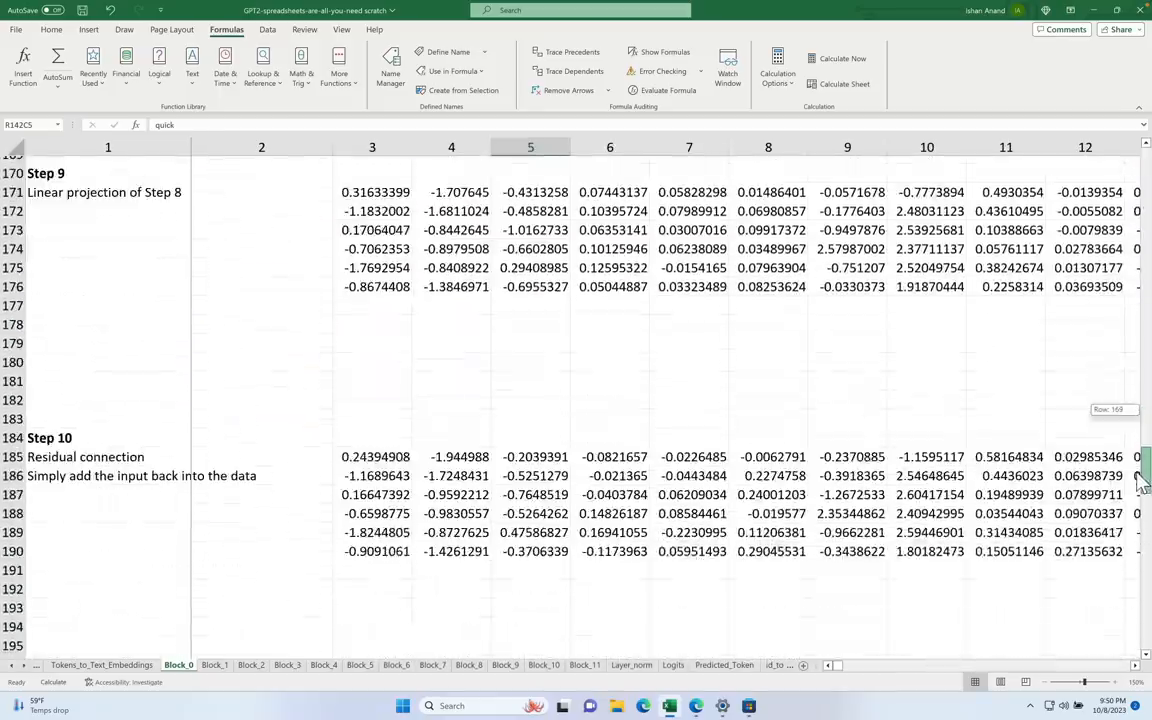 AutoSave Off GPT2-spreadsheets-are-all-you-need scratch Search Ishan Anand IA
File Home Insert Draw Page Layout Formulas Data Review View Help Comments Share
Insert Function AutoSum Recently Used Financial Logical Text Date & Time Lookup & Reference Math & Trig More Functions
Function Library
Name Manager Define Name Use in Formula Create from Selection
Defined Names
Trace Precedents Trace Dependents Remove Arrows Show Formulas Error Checking Evaluate Formula
Formula Auditing
Watch Window
Calculation Options Calculate Now Calculate Sheet
Calculation
R142C5 fx quick
1 2 3 4 5 6 7 8 9 10 11 12
169
170 Step 9
171 Linear projection of Step 8 0.31633399 -1.707645 -0.4313258 0.07443137 0.05828298 0.01486401 -0.0571678 -0.7773894 0.4930354 -0.0139354
172 -1.1832002 -1.6811024 -0.4858281 0.10395724 0.07989912 0.06980857 -0.1776403 2.48031123 0.43610495 -0.0055082
173 0.17064047 -0.8442645 -1.0162733 0.06353141 0.03007016 0.09917372 -0.9497876 2.53925681 0.10388663 -0.0079839
174 -0.7062353 -0.8979508 -0.6602805 0.10125946 0.06238089 0.03489967 2.57987002 2.37711137 0.05761117 0.02783664
175 -1.7692954 -0.8408922 0.29408985 0.12595322 -0.0154165 0.07963904 -0.751207 2.52049754 0.38242674 0.01307177
176 -0.8674408 -1.3846971 -0.6955327 0.05044887 0.03323489 0.08253624 -0.0330373 1.91870444 0.2258314 0.03693509
177
178
179
180
181
182
183
184 Step 10
185 Residual connection 0.24394908 -1.944988 -0.2039391 -0.0821657 -0.0226485 -0.0062791 -0.2370885 -1.1595117 0.58164834 0.02985346
186 Simply add the input back into the data -1.1689643 -1.7248431 -0.5251279 -0.021365 -0.0443484 0.2274758 -0.3918365 2.54648645 0.4436023 0.06398739
187 0.16647392 -0.9592212 -0.7648519 -0.0403784 0.06209034 0.24001203 -1.2672533 2.60417154 0.19489939 0.07899711
188 -0.6598775 -0.9830557 -0.5264262 0.14826187 0.08584461 -0.019577 2.35344862 2.40942995 0.03544043 0.09070337
189 -1.8244805 -0.8727625 0.47586827 0.16941055 -0.2230995 0.11206381 -0.9662281 2.59446901 0.31434085 0.01836417
190 -0.9091061 -1.4261291 -0.3706339 -0.1173963 0.05951493 0.29045531 -0.3438622 1.80182473 0.15051146 0.27135632
191
192
193
194
195
Row: 169
... Tokens_to_Text_Embeddings Block_0 Block_1 Block_2 Block_3 Block_4 Block_5 Block_6 Block_7 Block_8 Block_9 Block_10 Block_11 Layer_norm Logits Predicted_Token id_to ...
Ready Calculate Accessibility: Investigate 150%
59°F
Temps drop
Search
9:50 PM
10/8/2023